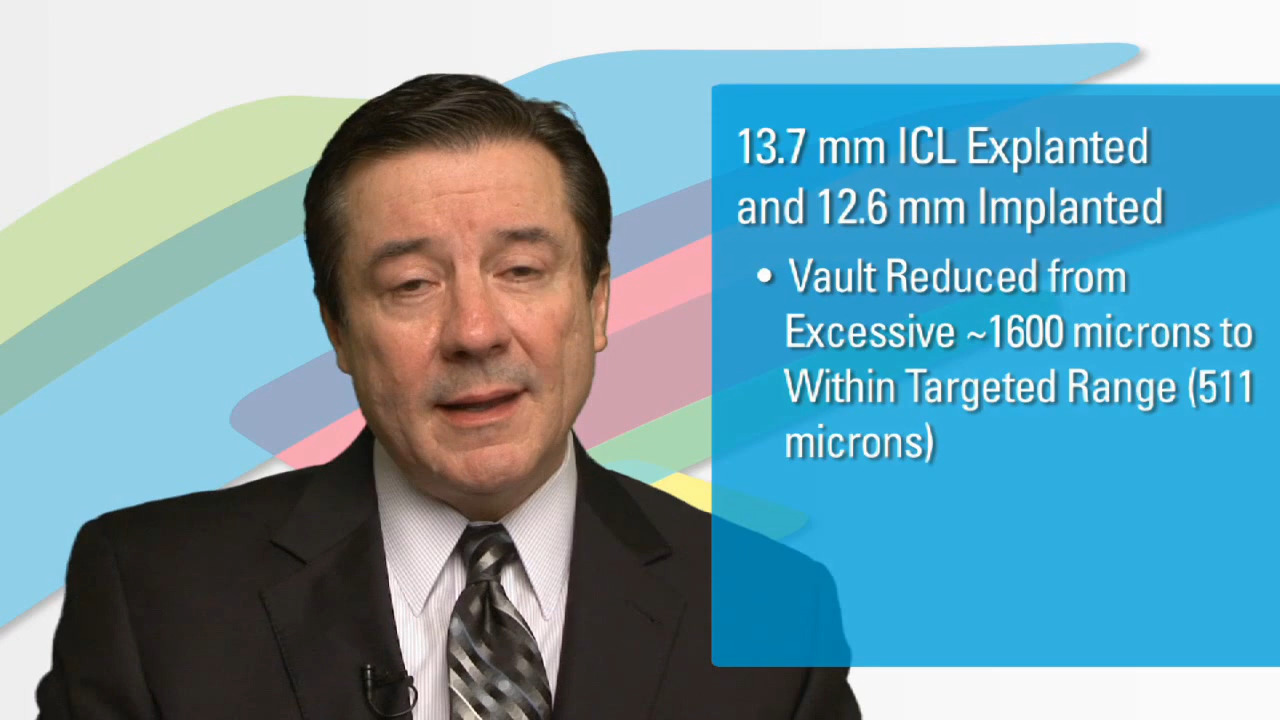 13.7 mm ICL Explanted
and 12.6 mm Implanted
• Vault Reduced from
Excessive ~1600 microns to
Within Targeted Range (511
microns)